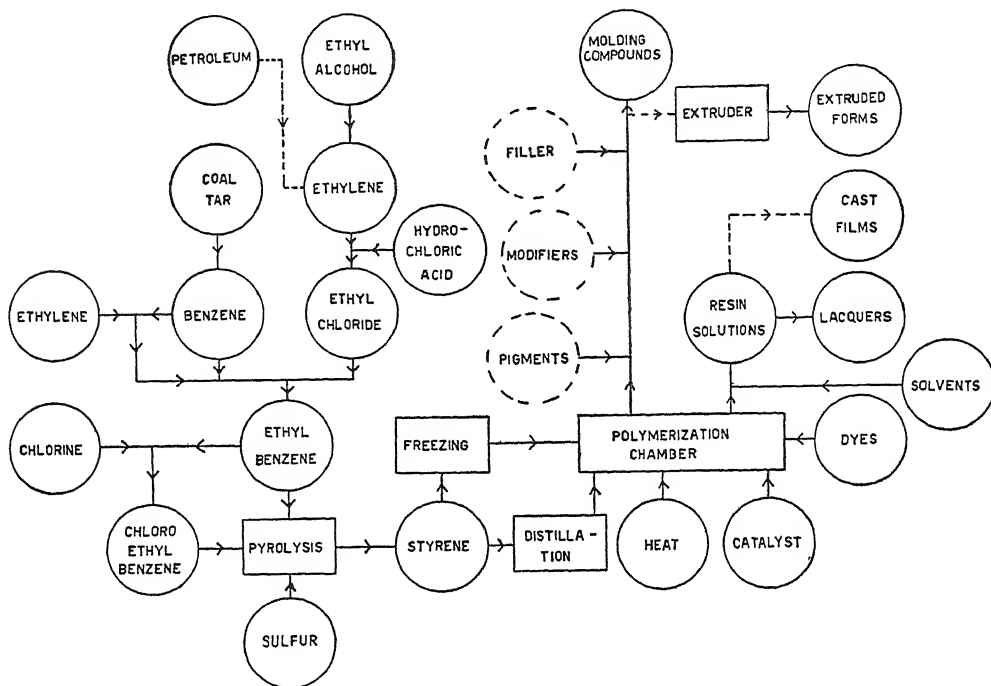 PETROLEUM
ETHYL
ALCOHOL
MOLDING
COMPOUNDS
EXTRUDER
EXTRUDED
FORMS
FILLER
COAL
TAR
ETHYLENE
CAST
FILMS
HYDRO-
CHLORIC
ACID
MODIFIERS
ETHYLENE
BENZENE
ETHYL
CHLORIDE
RESIN
SOLUTIONS
LACQUERS
PIGMENTS
SOLVENTS
CHLORINE
ETHYL
BENZENE
FREEZING
POLYMERIZATION
CHAMBER
DYES
CHLORO
ETHYL
BENZENE
PYROLYSIS
STYRENE
DISTILLA-
TION
HEAT
CATALYST
SULFUR